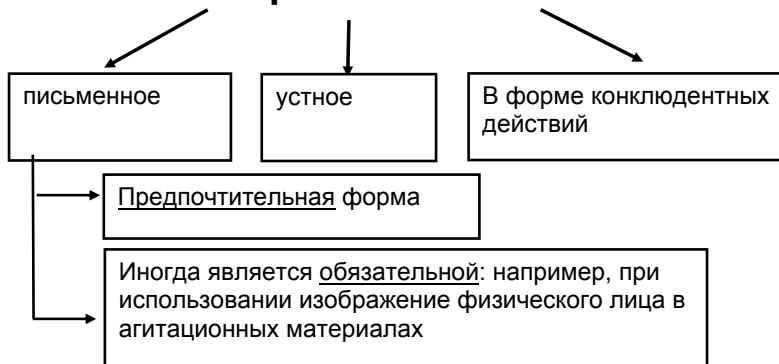 письменное
устное
В форме конклюдентных
действий
Предпочтительная форма
Иногда является обязательной: например, при
использовании изображение физического лица в
агитационных материалах